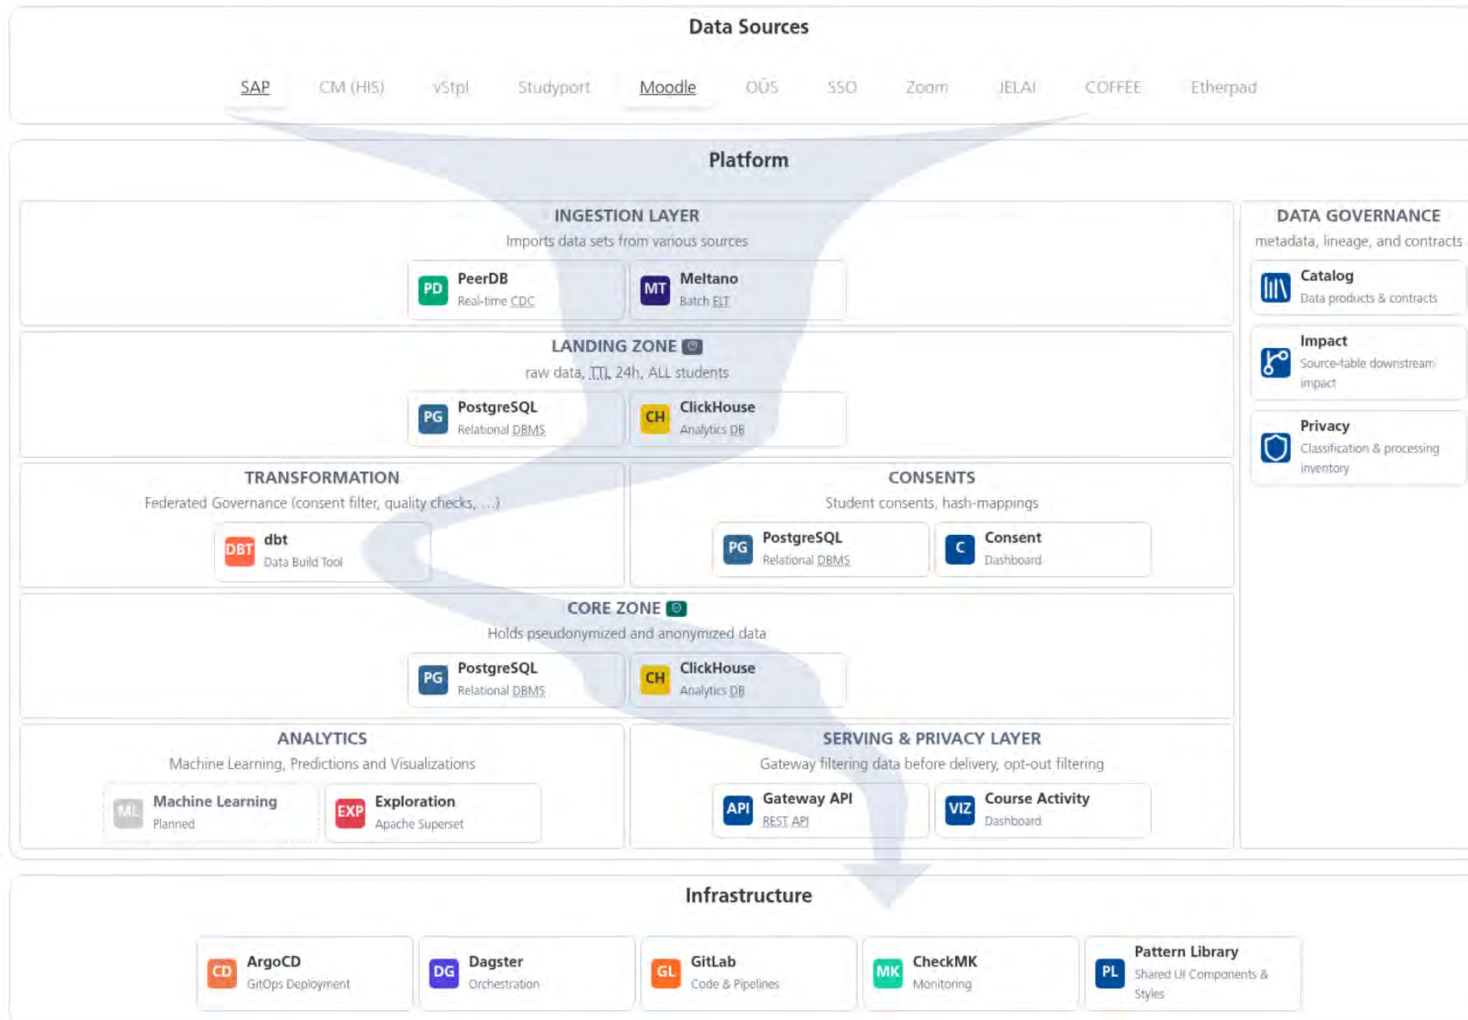 Data Sources
SAP CM (HIS) vStpl Studyport Moodle OÜS SSO Zoom JELAI COFFEE Etherpad
Platform
INGESTION LAYER
Imports data sets from various sources
PD PeerDB
Real-time CDC
MT Meltano
Batch ELT
LANDING ZONE
raw data, TTL 24h, ALL students
PG PostgreSQL
Relational DBMS
CH ClickHouse
Analytics DB
TRANSFORMATION
Federated Governance (consent filter, quality checks, ...)
DBT dbt
Data Build Tool
CONSENTS
Student consents, hash-mappings
PG PostgreSQL
Relational DBMS
C Consent
Dashboard
CORE ZONE
Holds pseudonymized and anonymized data
PG PostgreSQL
Relational DBMS
CH ClickHouse
Analytics DB
ANALYTICS
Machine Learning, Predictions and Visualizations
ML Machine Learning
Planned
EXP Exploration
Apache Superset
SERVING & PRIVACY LAYER
Gateway filtering data before delivery, opt-out filtering
API Gateway API
REST API
VIZ Course Activity
Dashboard
DATA GOVERNANCE
metadata, lineage, and contracts
Catalog
Data products & contracts
Impact
Source-table downstream
impact
Privacy
Classification & processing
inventory
Infrastructure
CD ArgoCD
GitOps Deployment
DG Dagster
Orchestration
GL GitLab
Code & Pipelines
MK CheckMK
Monitoring
PL Pattern Library
Shared UI Components &
Styles